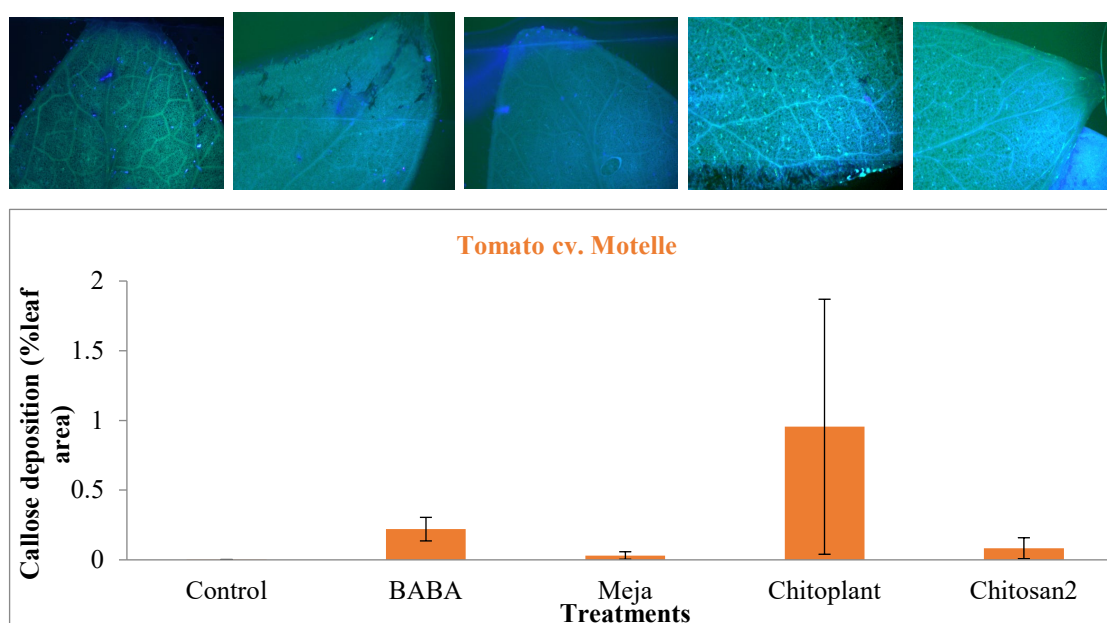 Tomato cv. Motelle
Callose deposition (%leaf
area)
2
1.5
1
0.5
0
Control BABA Meja Chitoplant Chitosan2
Treatments